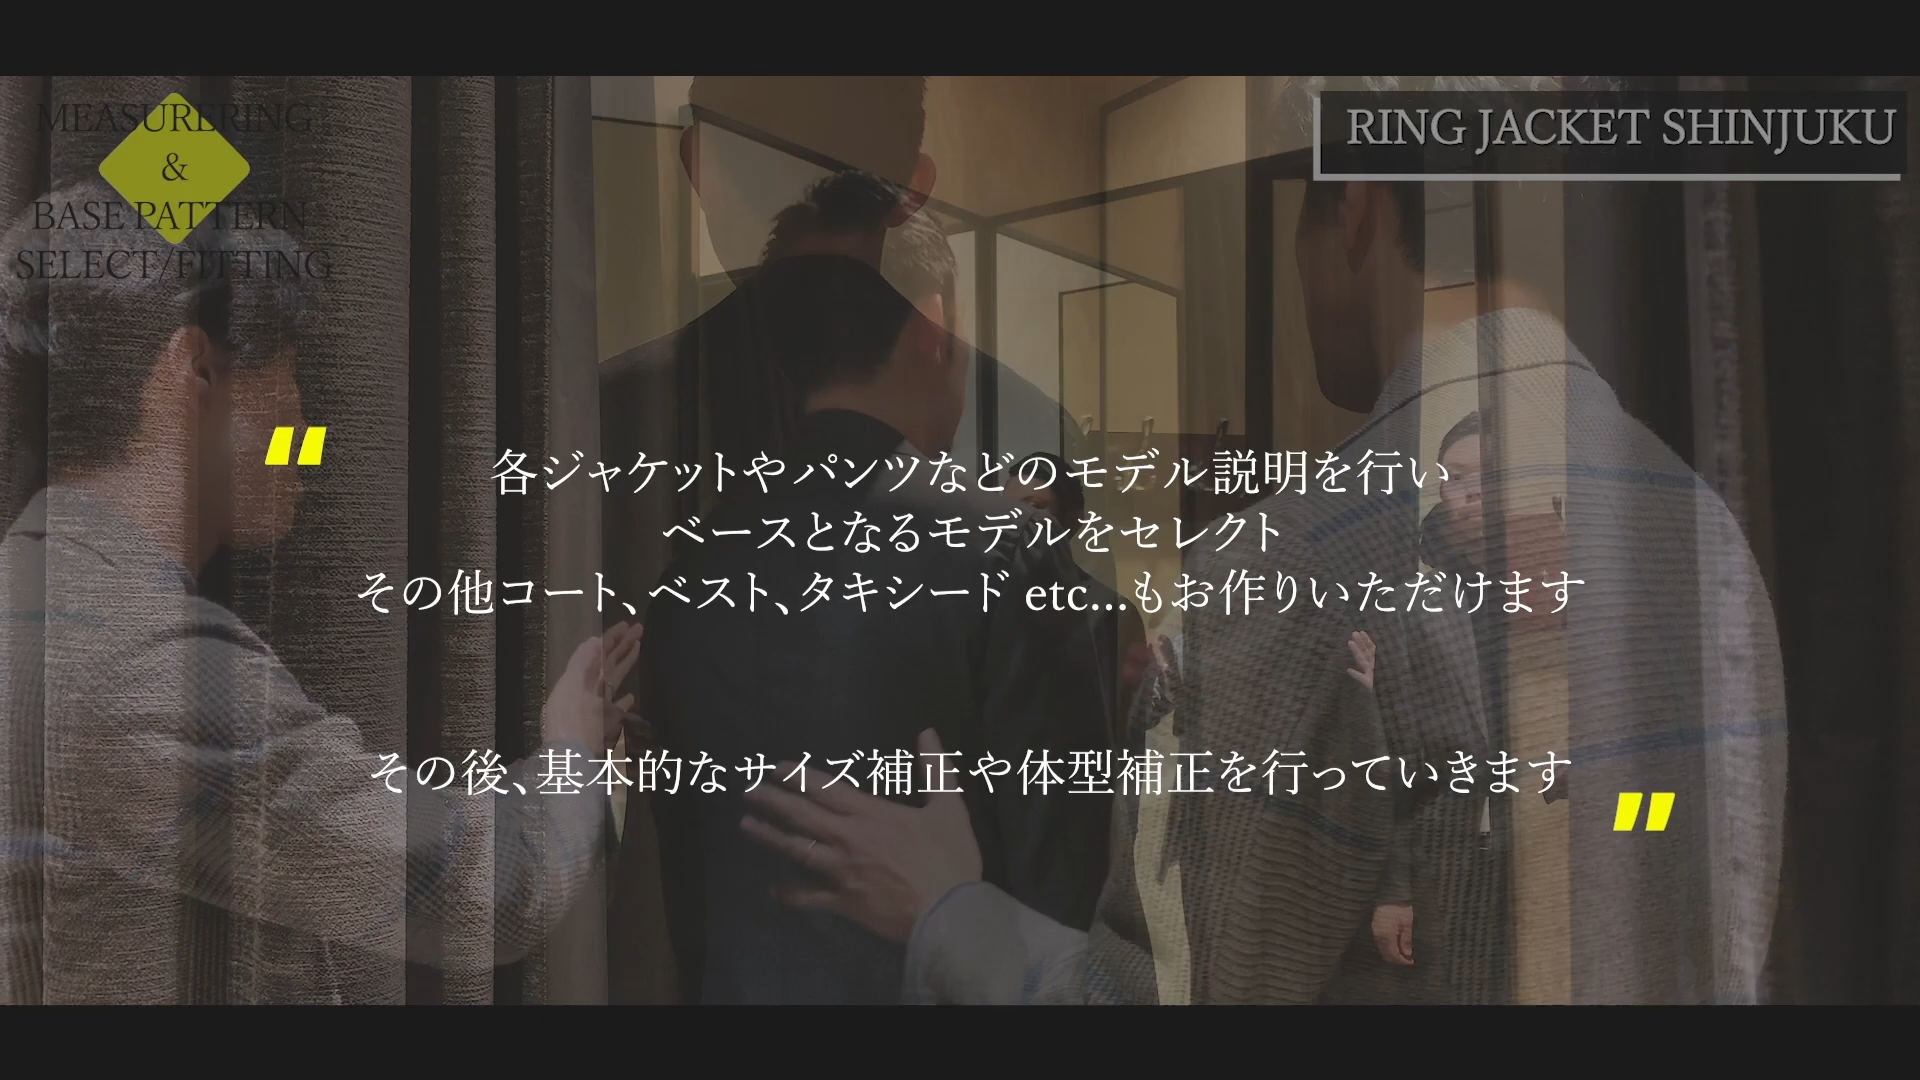 MEASURERING
&
BASE PATTERN
SELECT/FITTING
RING JACKET SHINJUKU
“
各ジャケットやパンツなどのモデル説明を行い
ベースとなるモデルをセレクト
その他コート、ベスト、タキシード etc...もお作りいただけます
その後、基本的なサイズ補正や体型補正を行っていきます
”